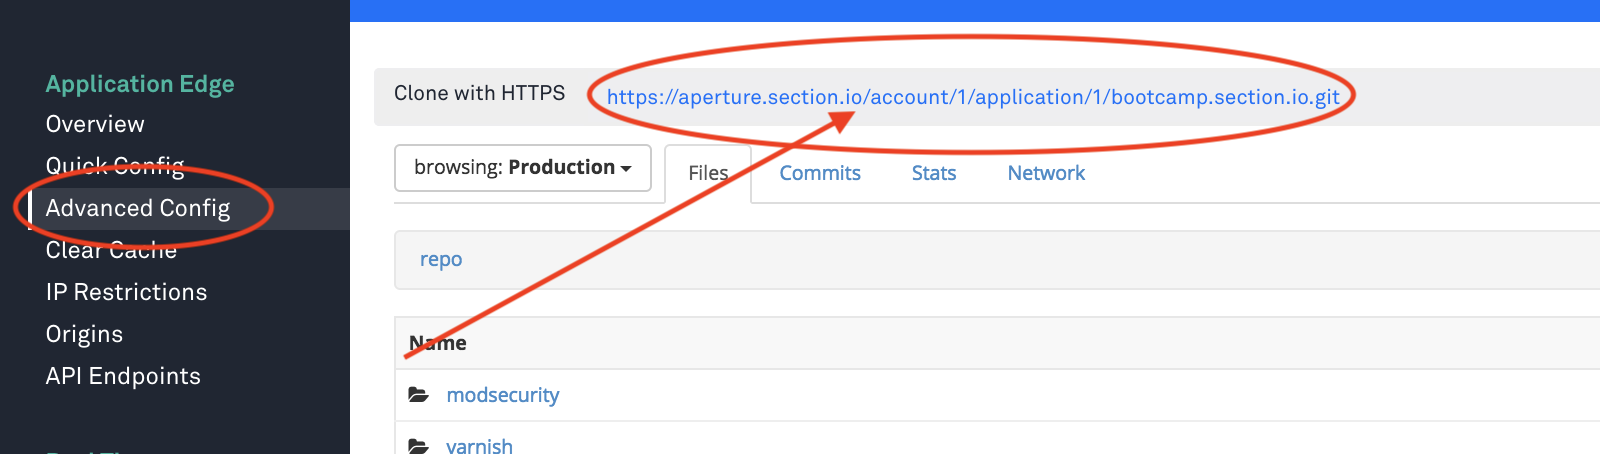 Application Edge
Overview
Quick Config
Advanced Config
Clear Cache
IP Restrictions
Origins
API Endpoints
Clone with HTTPS https://aperture.section.io/account/1/application/1/bootcamp.section.io.git
browsing: Production Files Commits Stats Network
repo
Name
modsecurity
varnish